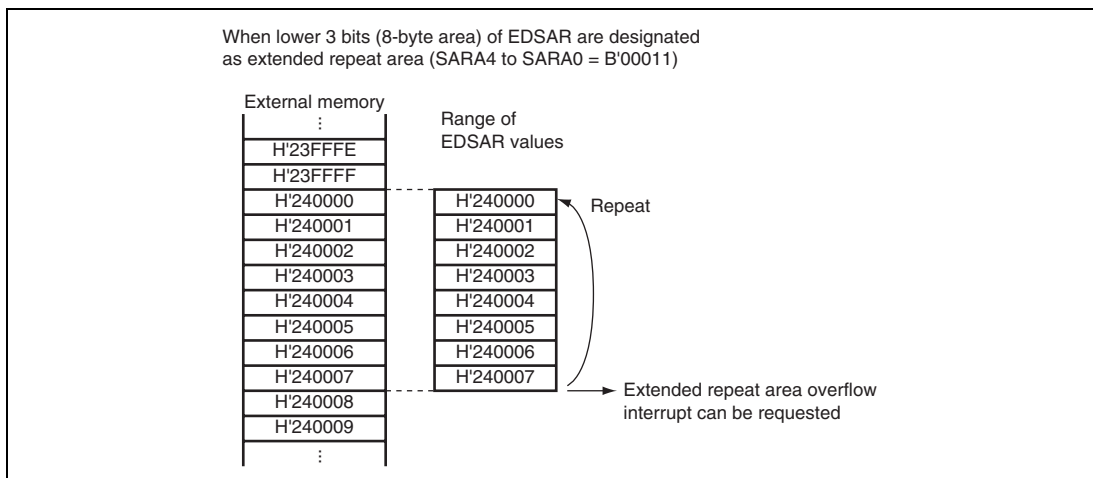 When lower 3 bits (8-byte area) of EDSAR are designated
as extended repeat area (SARA4 to SARA0 = B'00011)
External memory
⋮
H'23FFFE
H'23FFFF
H'240000
H'240001
H'240002
H'240003
H'240004
H'240005
H'240006
H'240007
H'240008
H'240009
⋮
Range of
EDSAR values
H'240000
H'240001
H'240002
H'240003
H'240004
H'240005
H'240006
H'240007
Repeat
Extended repeat area overflow
interrupt can be requested